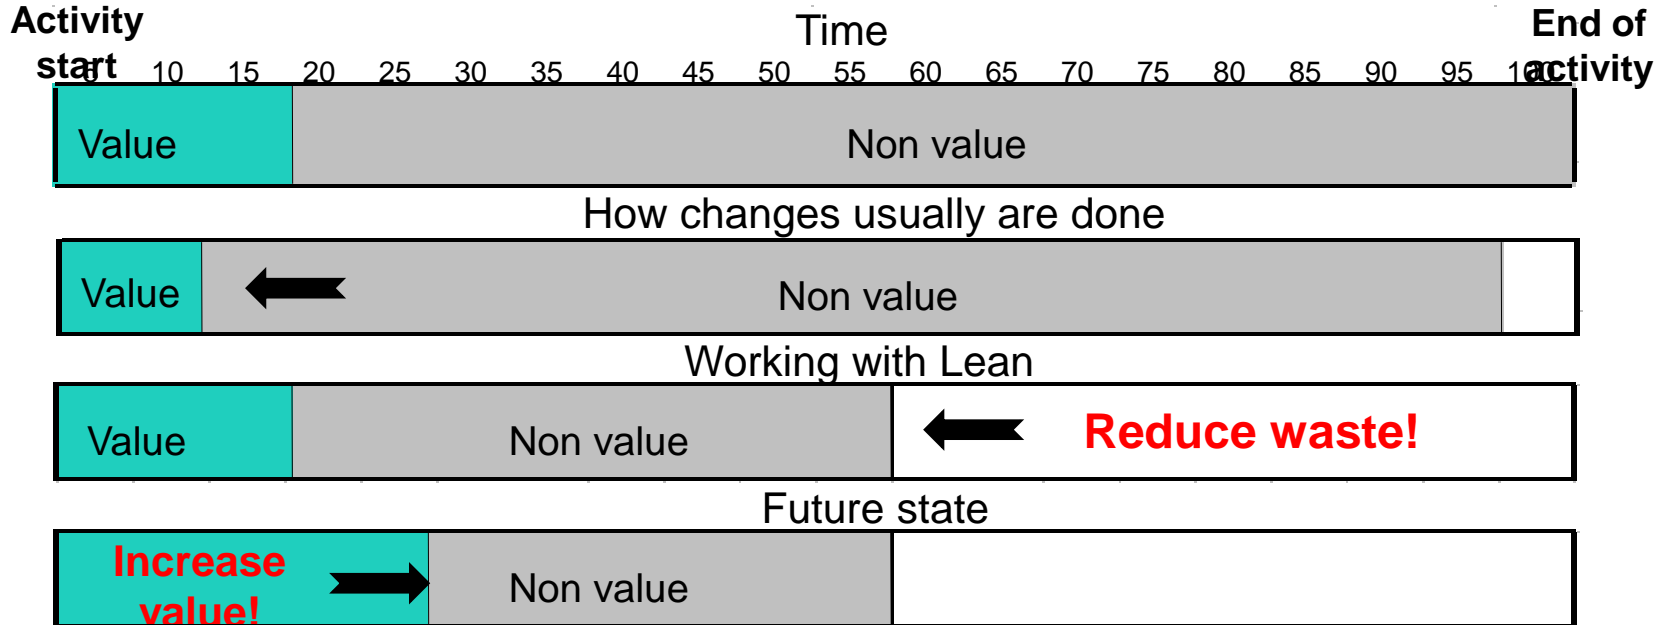 Activity
start
Time
End of
activity
5 10 15 20 25 30 35 40 45 50 55 60 65 70 75 80 85 90 95 100
Value
Non value
How changes usually are done
Value
Non value
Working with Lean
Value
Non value
Reduce waste!
Future state
Increase
value!
Non value